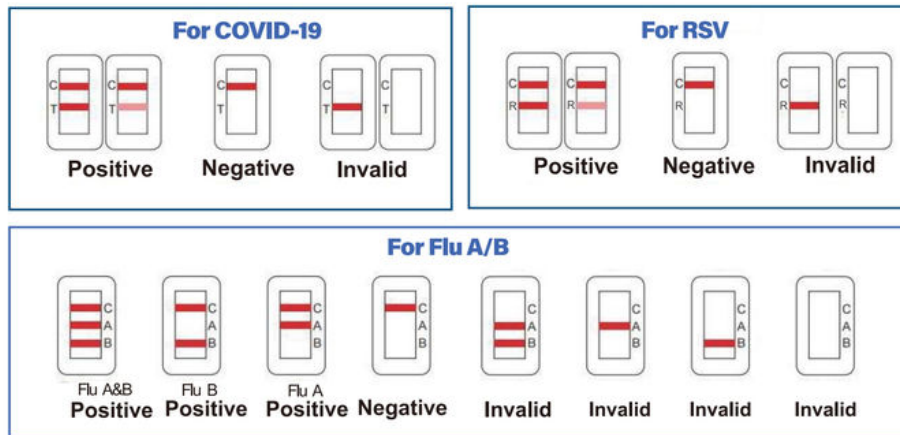 For COVID-19
C C C C C
T T T T T
Positive Negative Invalid
For RSV
C C C C C
R R R R R
Positive Negative Invalid
For Flu A/B
C C C C C C C C
A A A A A A A A
B B B B B B B B
Flu A&B Flu B Flu A
Positive Positive Positive Negative Invalid Invalid Invalid Invalid